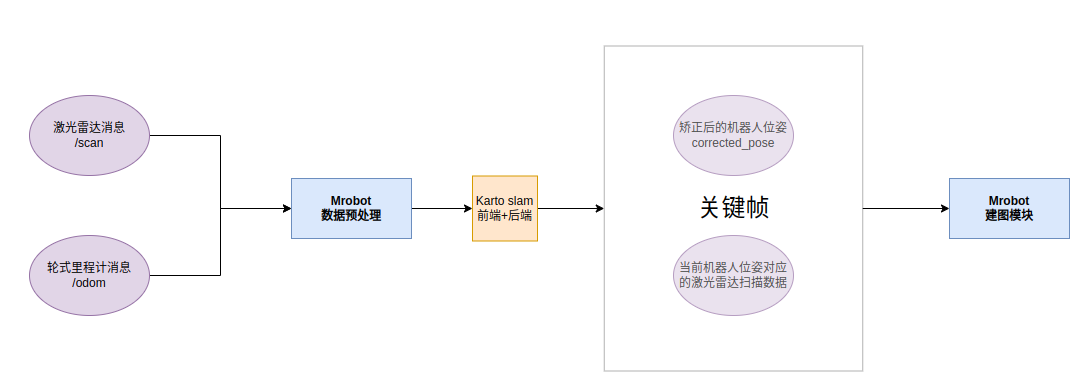 激光雷达消息
/scan
轮式里程计消息
/odom
Mrobot
数据预处理
Karto slam
前端+后端
矫正后的机器人位姿
corrected_pose
关键帧
当前机器人位姿对应
的激光雷达扫描数据
Mrobot
建图模块